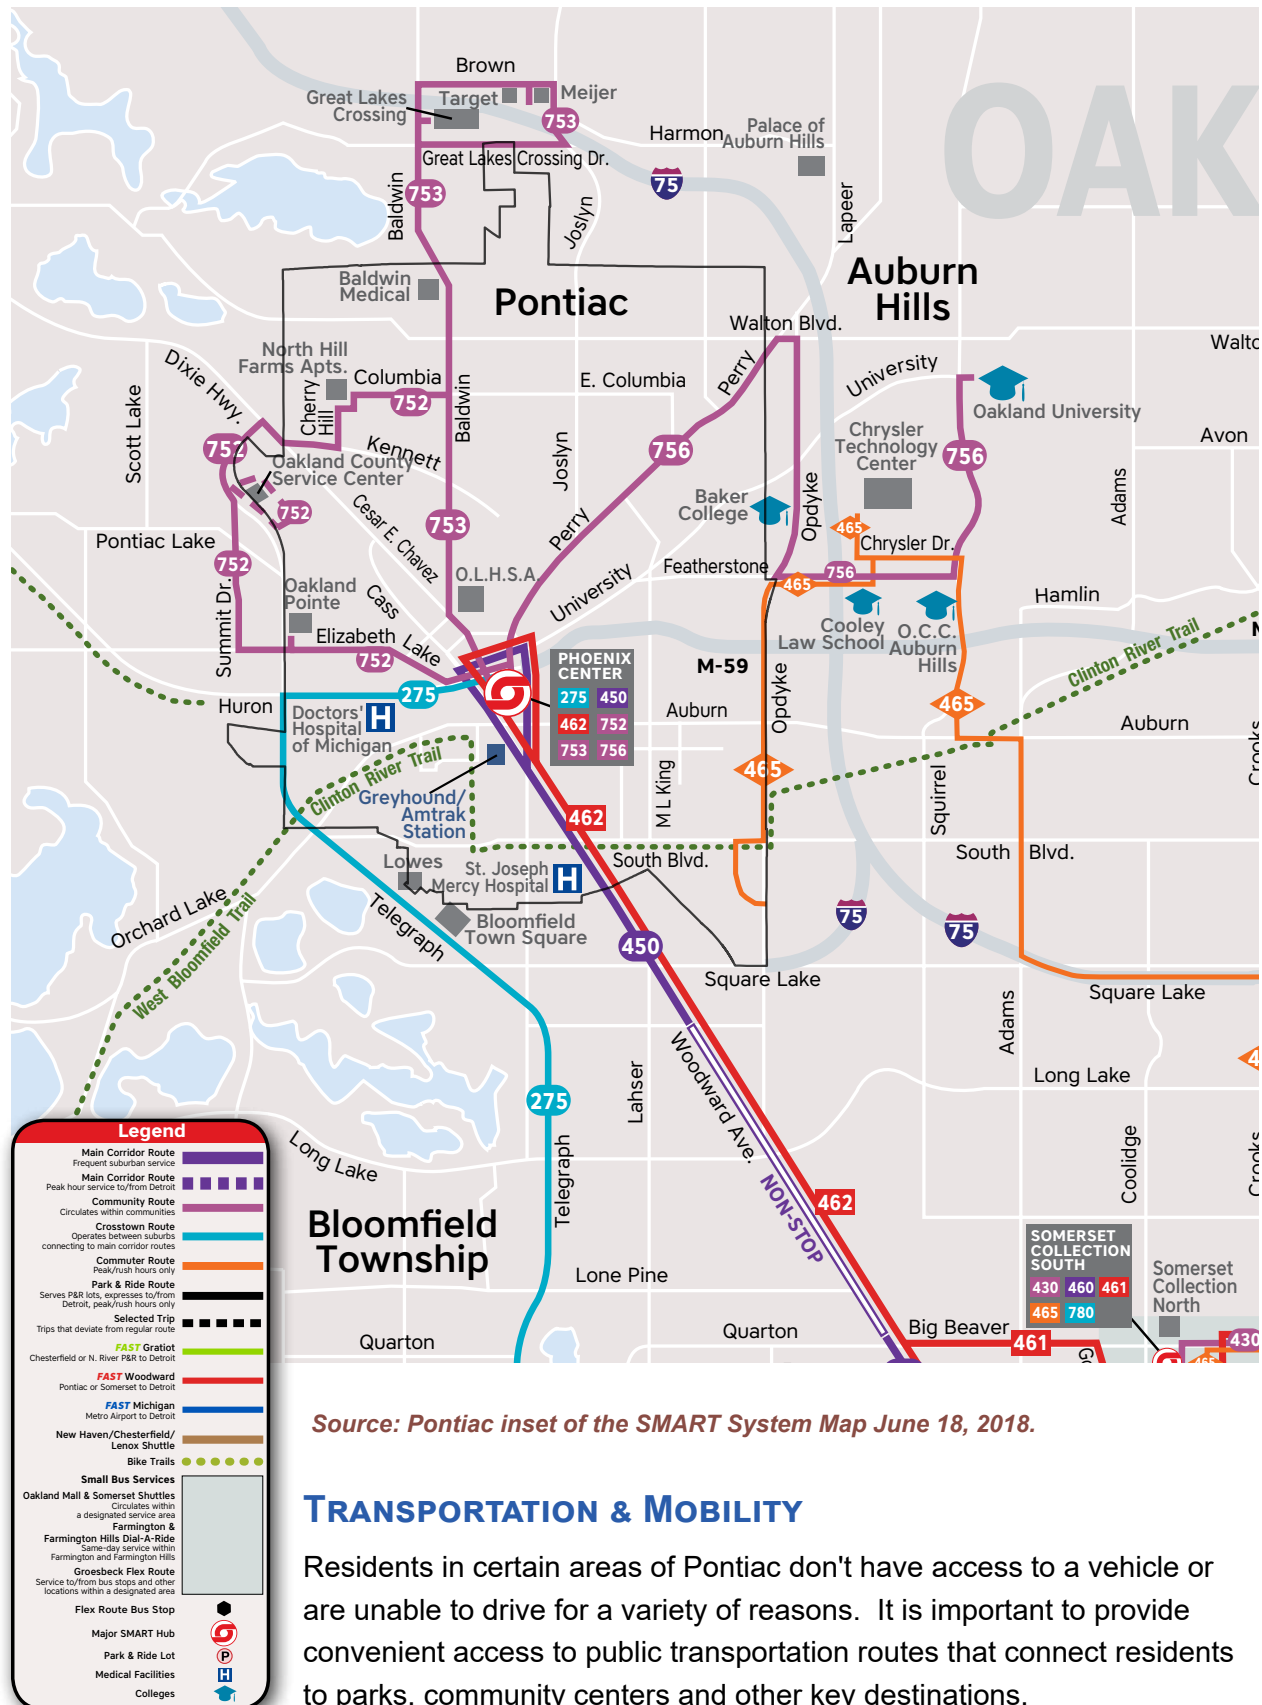 Brown
Great Lakes
Crossing
Target
Meijer
753
Harmon
Palace of
Auburn Hills
OAK
Great Lakes Crossing Dr.
75
753
Baldwin
Joslyn
Lapeer
Baldwin
Medical
Pontiac
Auburn
Hills
Walton Blvd.
Walto
North Hill
Farms Apts.
Dixie Hwy.
Columbia
752
E. Columbia
Perry
University
Oakland University
Scott Lake
Cherry
Hill
Baldwin
Kennett
Joslyn
756
Chrysler
Technology
Center
756
Avon
752
Oakland County
Service Center
752
Cesar E. Chavez
753
Perry
Baker
College
Opdyke
465
Chrysler Dr.
Adams
Pontiac Lake
752
Summit Dr.
Oakland
Pointe
Cass
Lake
O.L.H.S.A.
University
Featherstone
756
465
Hamlin
Elizabeth
752
Cooley
Law School
O.C.C.
Auburn
Hills
Clinton River Trail
M-59
PHOENIX
CENTER
275 450
462 752
753 756
Huron
275
Doctors'
Hospital
of Michigan
H
Auburn
Opdyke
465
Auburn
Crooks
Clinton River Trail
Greyhound/
Amtrak
Station
462
M L King
465
Squirrel
Lowes
St. Joseph
Mercy Hospital
H
South Blvd.
South Blvd.
Orchard Lake
West Bloomfield Trail
Telegraph
Bloomfield
Town Square
450
75
75
Square Lake
Square Lake
Woodward Ave.
Lahser
Adams
Long Lake
275
Long Lake
Telegraph
Coolidge
Crooks
NON-STOP
462
Bloomfield
Township
Lone Pine
Quarton
Quarton
Big Beaver
461
SOMERSET
COLLECTION
SOUTH
430 460 461
465 780
Somerset
Collection
North
430
465
Legend
Main Corridor Route
Frequent suburban service
Main Corridor Route
Peak hour service to/from Detroit
Community Route
Circulates within communities
Crosstown Route
Operates between suburbs
connecting to main corridor routes
Commuter Route
Peak/rush hours only
Park & Ride Route
Serves P&R lots, expresses to/from
Detroit, peak/rush hours only
Selected Trip
Trips that deviate from regular route
FAST Gratiot
Chesterfield or N. River P&R to Detroit
FAST Woodward
Pontiac or Somerset to Detroit
FAST Michigan
Metro Airport to Detroit
New Haven/Chesterfield/
Lenox Shuttle
Bike Trails
Small Bus Services
Oakland Mall & Somerset Shuttles
Circulates within
a designated service area
Farmington &
Farmington Hills Dial-A-Ride
Same-day service within
Farmington and Farmington Hills
Groesbeck Flex Route
Service to/from bus stops and other
locations within a designated area
Flex Route Bus Stop
Major SMART Hub
Park & Ride Lot
P
Medical Facilities
H
Colleges
Source: Pontiac inset of the SMART System Map June 18, 2018.
TRANSPORTATION & MOBILITY
Residents in certain areas of Pontiac don't have access to a vehicle or
are unable to drive for a variety of reasons.  It is important to provide
convenient access to public transportation routes that connect residents
to parks, community centers and other key destinations.